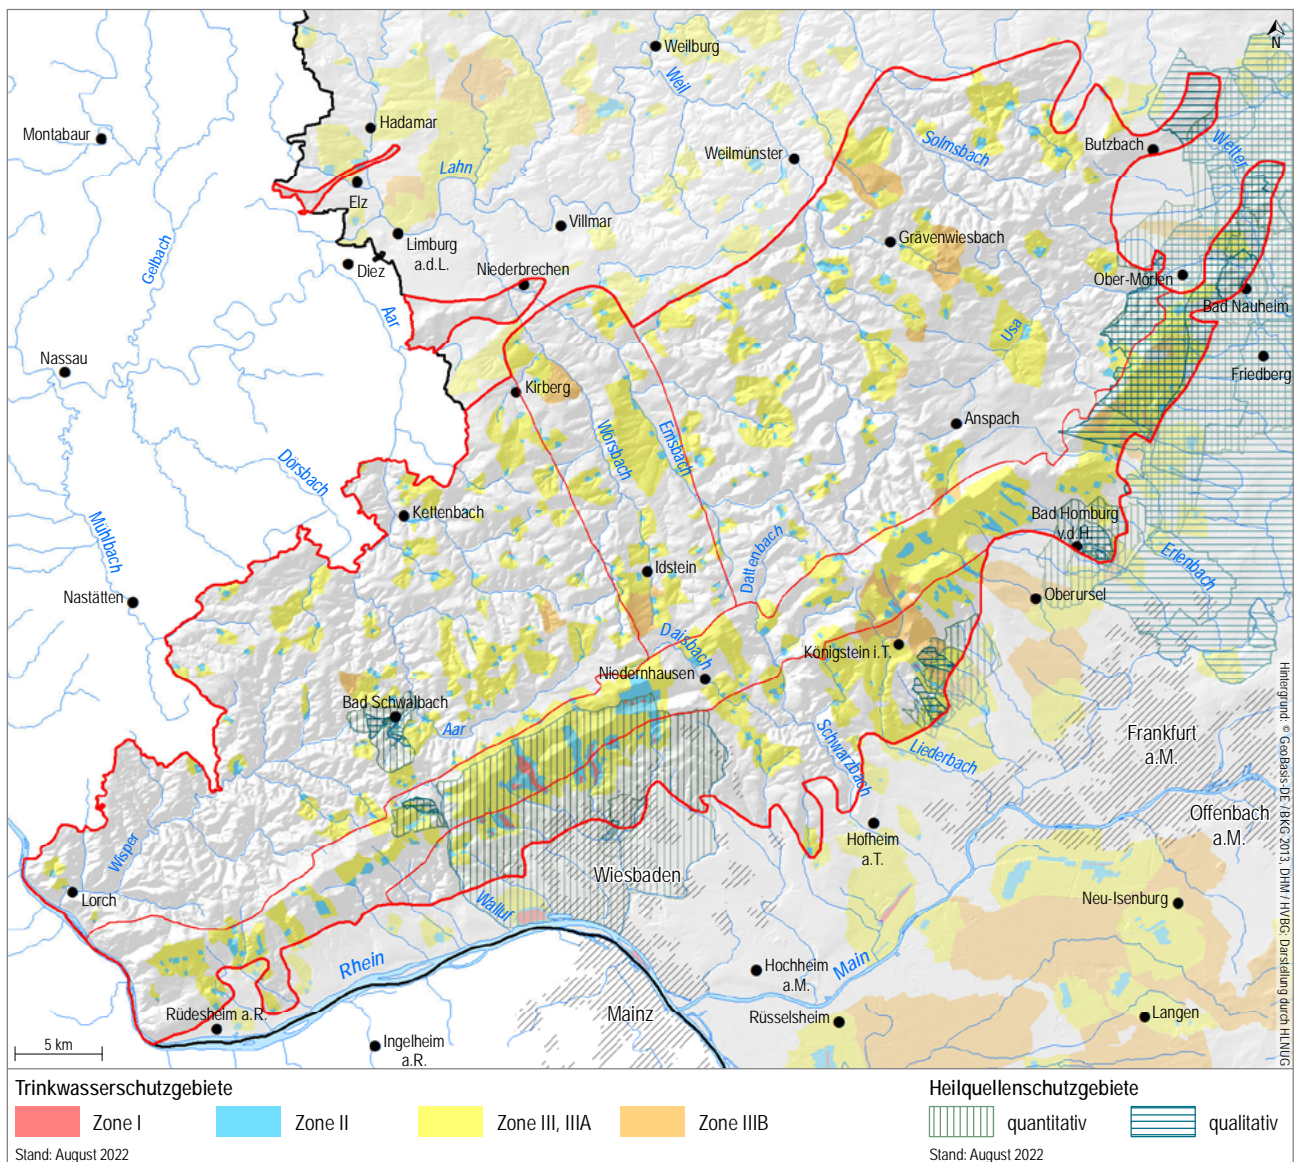 N
Weilburg
Weil
Montabaur
Hadamar
Lahn
Weilmünster
Solmsbach
Butzbach
Wetter
Elz
Limburg
a.d.L.
Villmar
Grävenwiesbach
Gelbach
Diez
Niederbrechen
Ober-Mörlen
Bad Nauheim
Aar
Usa
Nassau
Friedberg
Kirberg
Anspach
Worsbach
Emsbach
Dörsbach
Kettenbach
Bad Homburg
v.d.H.
Mühlbach
Dattenbach
Erlenbach
Idstein
Nastätten
Oberursel
Daisbach
Königstein i.T.
Niedernhausen
Bad Schwalbach
Aar
Schwarzbach
Liederbach
Frankfurt
a.M.
Offenbach
a.M.
Hofheim
a.T.
Wisper
Wiesbaden
Lorch
Walluf
Neu-Isenburg
Rhein
Main
Hochheim
a.M.
Rüdesheim a.R.
Mainz
Rüsselsheim
Langen
Ingelheim
a.R.
5 km
Hintergrund: © GeoBasis-DE / BKG 2013, DHM / HVBG; Darstellung durch HLNUG
Trinkwasserschutzgebiete
Zone I
Zone II
Zone III, IIIA
Zone IIIB
Stand: August 2022
Heilquellenschutzgebiete
quantitativ
qualitativ
Stand: August 2022